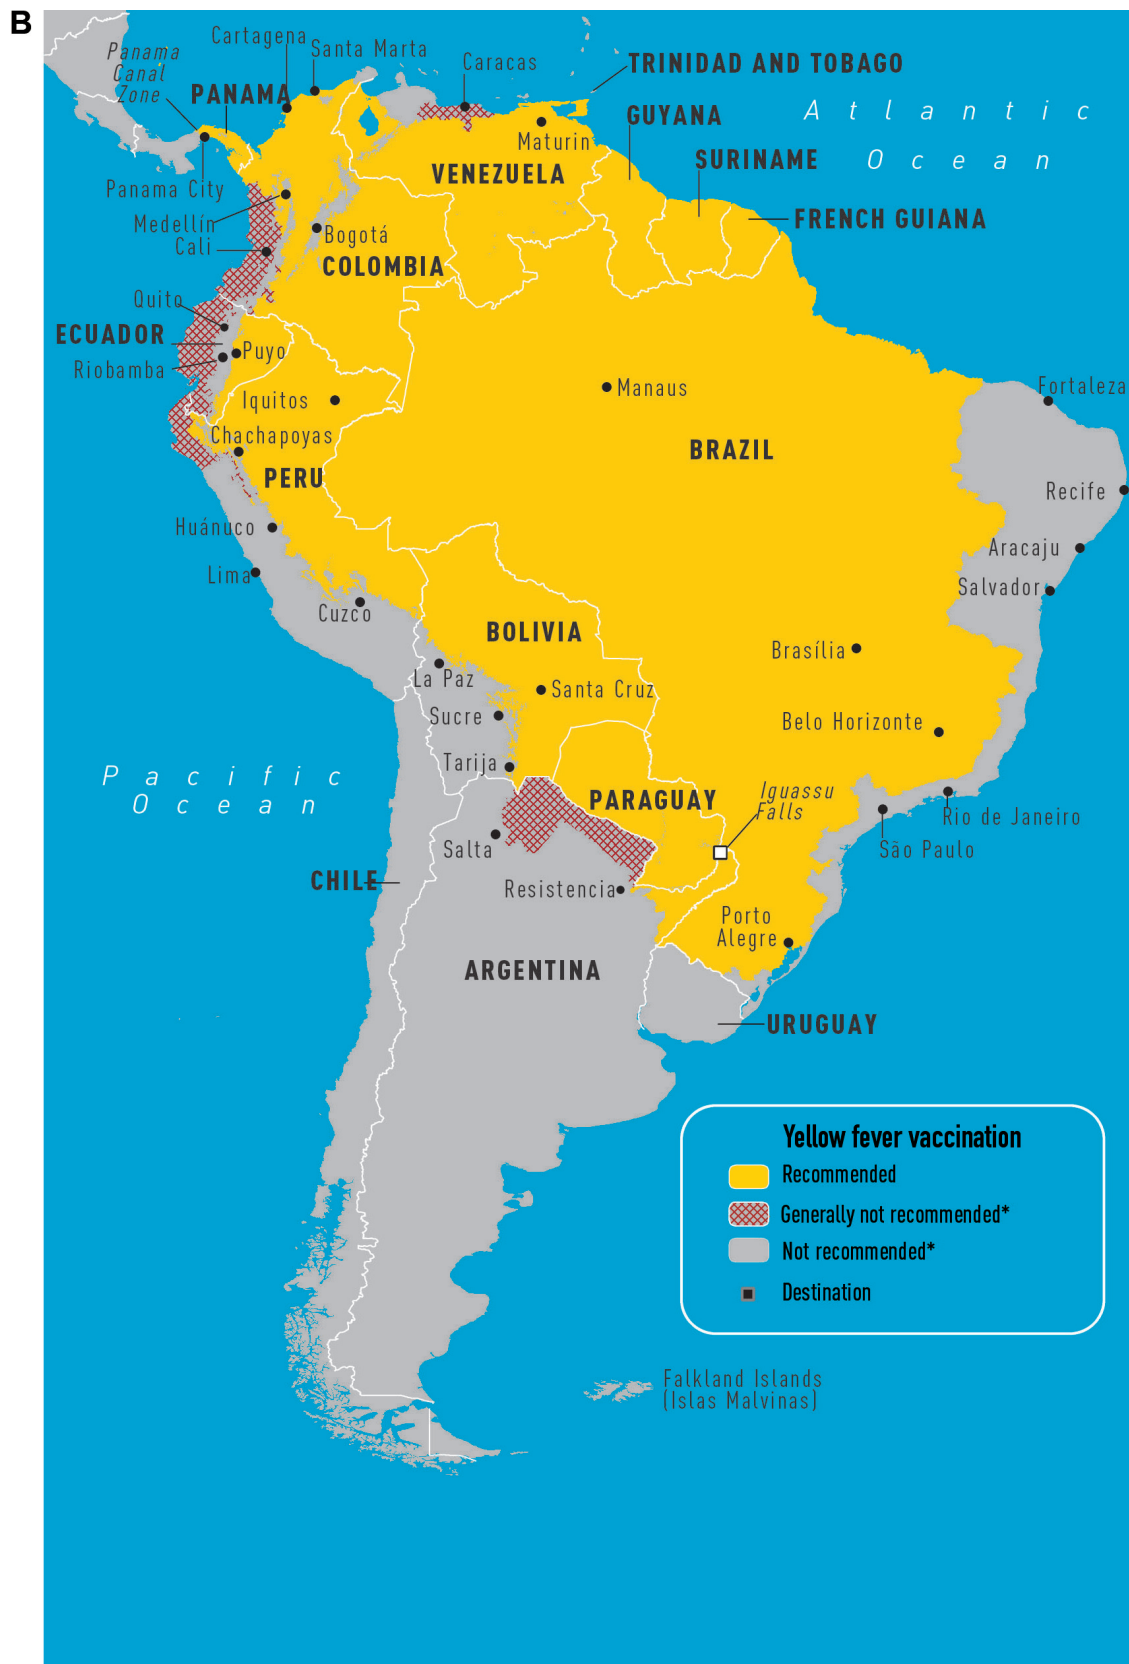 B
Cartagena
Santa Marta
Panama
Canal
Zone
Caracas
TRINIDAD AND TOBAGO
PANAMA
GUYANA
Atlantic
Ocean
Maturin
SURINAME
VENEZUELA
Panama City
FRENCH GUIANA
Medellín
Cali
Bogotá
COLOMBIA
Quito
ECUADOR
Puyo
Riobamba
Iquitos
Manaus
Fortaleza
Chachapoyas
BRAZIL
PERU
Recife
Huánuco
Aracaju
Lima
Salvador
Cuzco
BOLIVIA
Brasília
La Paz
Santa Cruz
Sucre
Belo Horizonte
Tarija
Pacific
Ocean
PARAGUAY
Iguassu
Falls
Rio de Janeiro
Salta
São Paulo
CHILE
Resistencia
Porto
Alegre
ARGENTINA
URUGUAY
Yellow fever vaccination
Recommended
Generally not recommended*
Not recommended*
Destination
Falkland Islands
(Islas Malvinas)